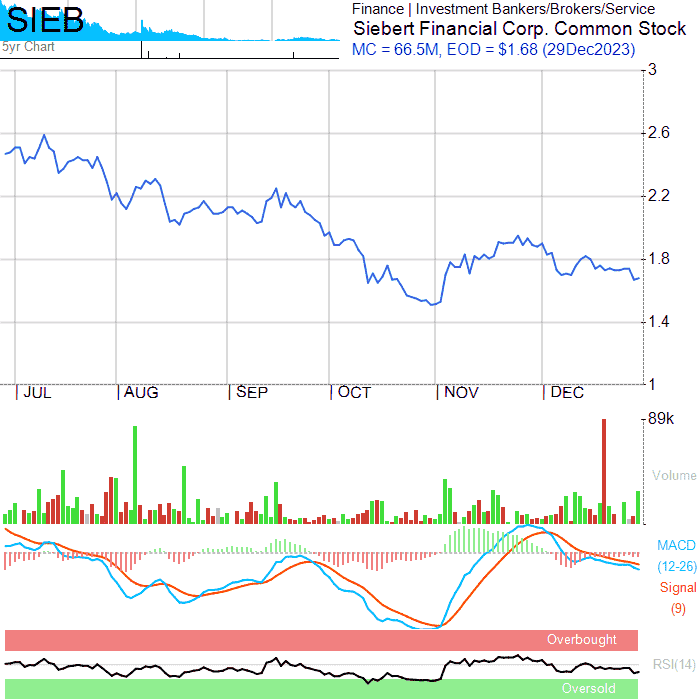 SIEB
5yr Chart
Finance | Investment Bankers/Brokers/Service
Siebert Financial Corp. Common Stock
MC = 66.5M, EOD = $1.68 (29Dec2023)
3
2.6
2.2
1.8
1.4
1
JUL AUG SEP OCT NOV DEC
89k
Volume
MACD
(12-26)
Signal
(9)
Overbought
RSI(14)
Oversold